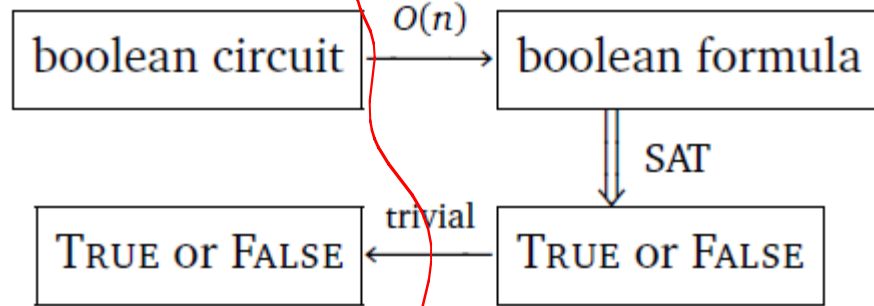 O(n)
boolean circuit
boolean formula
SAT
trivial
TRUE or FALSE
TRUE or FALSE